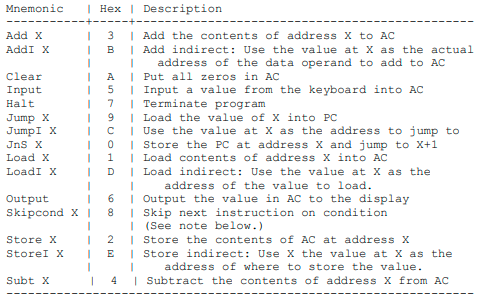 Mnemonic | Hex | Description
-----------+-----+---------------------------------------------
Add X | 3 | Add the contents of address X to AC
AddI X | B | Add indirect: Use the value at X as the actual
| | address of the data operand to add to AC
Clear | A | Put all zeros in AC
Input | 5 | Input a value from the keyboard into AC
Halt | 7 | Terminate program
Jump X | 9 | Load the value of X into PC
JumpI X | C | Use the value at X as the address to jump to
JnS X | 0 | Store the PC at address X and jump to X+1
Load X | 1 | Load contents of address X into AC
LoadI X | D | Load indirect: Use the value at X as the
| | address of the value to load.
Output | 6 | Output the value in AC to the display
Skipcond X | 8 | Skip next instruction on condition
| | (See note below.)
Store X | 2 | Store the contents of AC at address X
StoreI X | E | Store indirect: Use X the value at X as the
| | address of where to store the value.
Subt X | 4 | Subtract the contents of address X from AC